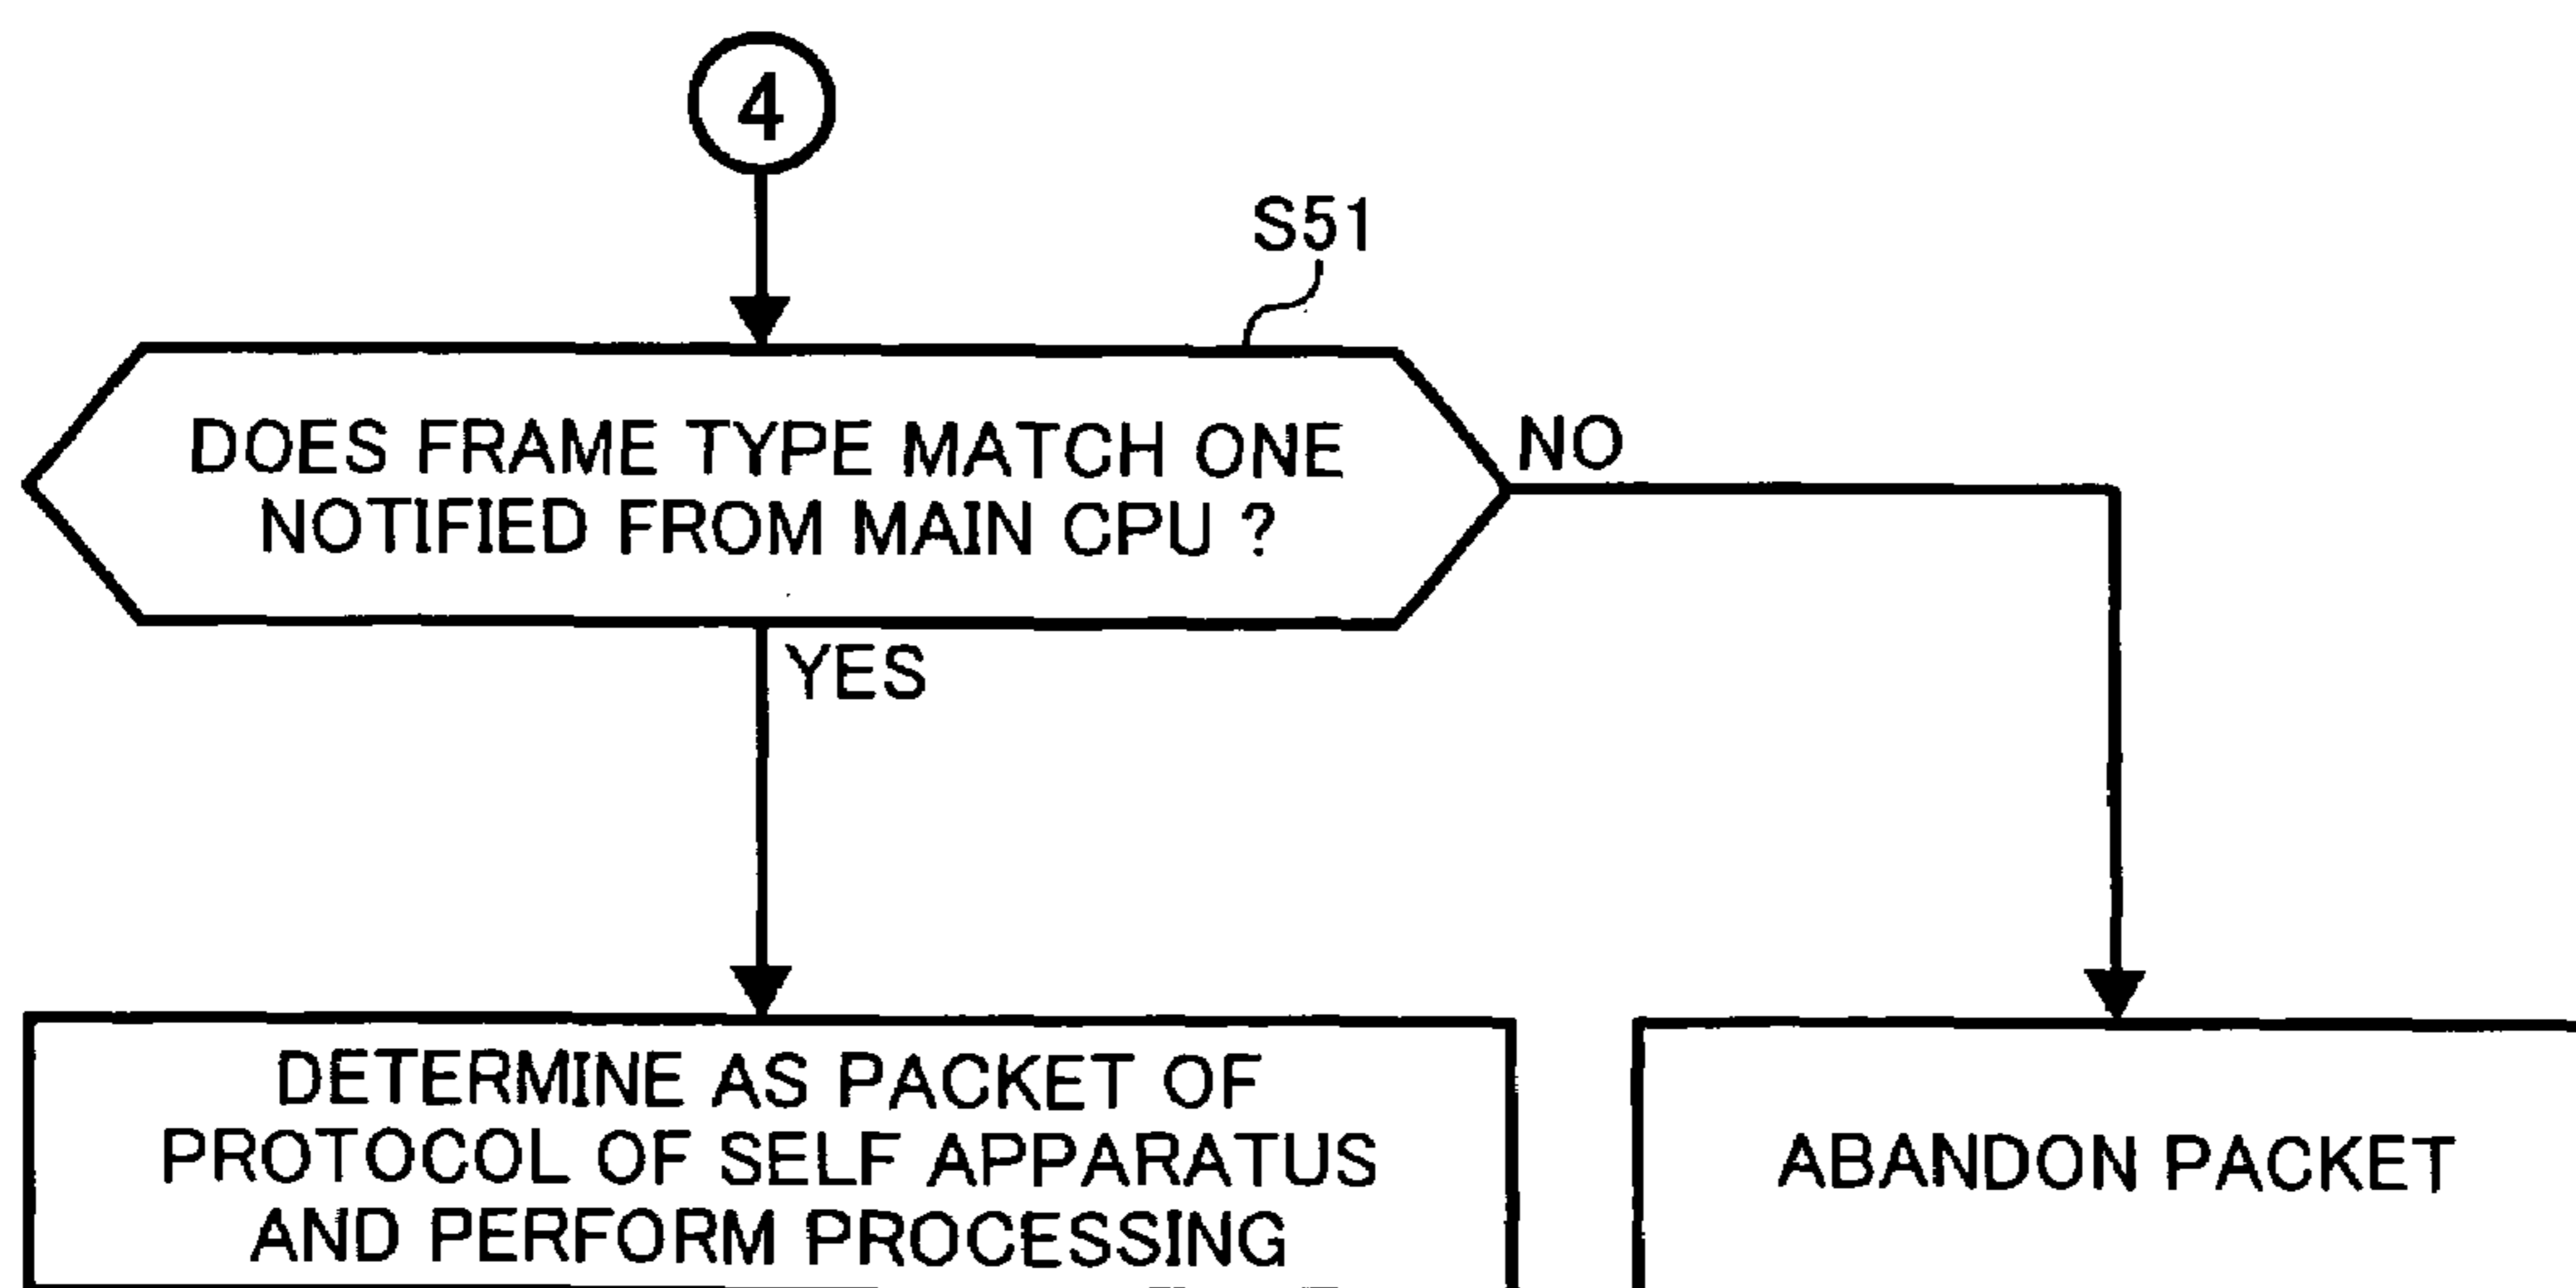 4
S51
DOES FRAME TYPE MATCH ONE
NOTIFIED FROM MAIN CPU ?
NO
YES
DETERMINE AS PACKET OF
PROTOCOL OF SELF APPARATUS
AND PERFORM PROCESSING
ABANDON PACKET